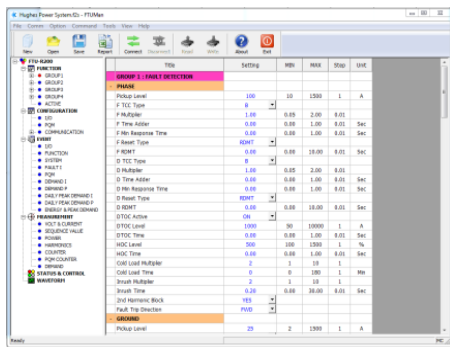 Hughes Power System/f2s - FTUMan
File Comm Option Command Tools View Help
New Open Save Report Connect Disconnect Read Write About Exit
FTU-R200
FUNCTION
GROUP1
GROUP2
GROUP3
GROUP4
ACTIVE
CONFIGURATION
I/O
PQM
COMMUNICATION
EVENT
I/O
FUNCTION
SYSTEM
FAULT I
PQM
DEMAND I
DEMAND P
DAILY PEAK DEMAND I
DAILY PEAK DEMAND P
ENERGY & PEAK DEMAND
MEASUREMENT
VOLT & CURRENT
SEQUENCE VALUE
POWER
HARMONICS
COUNTER
PQM COUNTER
DEMAND
STATUS & CONTROL
WAVEFORM
Title Setting MIN MAX Step Unit
GROUP 1 : FAULT DETECTION
- PHASE
Pickup Level 100 10 1500 1 A
F TCC Type B
F Multiplier 1.00 0.05 2.00 0.01
F Time Adder 0.00 0.00 1.00 0.01 Sec
F Min Response Time 0.00 0.00 1.00 0.01 Sec
F Reset Type RDMT
F RDMT 0.00 0.00 10.00 0.01 Sec
D TCC Type B
D Multiplier 1.00 0.05 2.00 0.01
D Time Adder 0.00 0.00 1.00 0.01 Sec
D Min Response Time 0.00 0.00 1.00 0.01 Sec
D Reset Type RDMT
D RDMT 0.00 0.00 10.00 0.01 Sec
DTOC Active ON
DTOC Level 1000 50 10000 1 A
DTOC Time 0.00 0.00 1.00 0.01 Sec
HOC Level 500 100 1500 1 %
HOC Time 0.00 0.00 1.00 0.01 Sec
Cold Load Multiplier 2 1 10 1
Cold Load Time 0 0 180 1 Min
Inrush Multiplier 2 1 10 1
Inrush Time 0.20 0.00 30.00 0.01 Sec
2nd Harmonic Block YES
Fault Trip Direction FWD
- GROUND
Pickup Level 25 2 1500 1 A
Ready